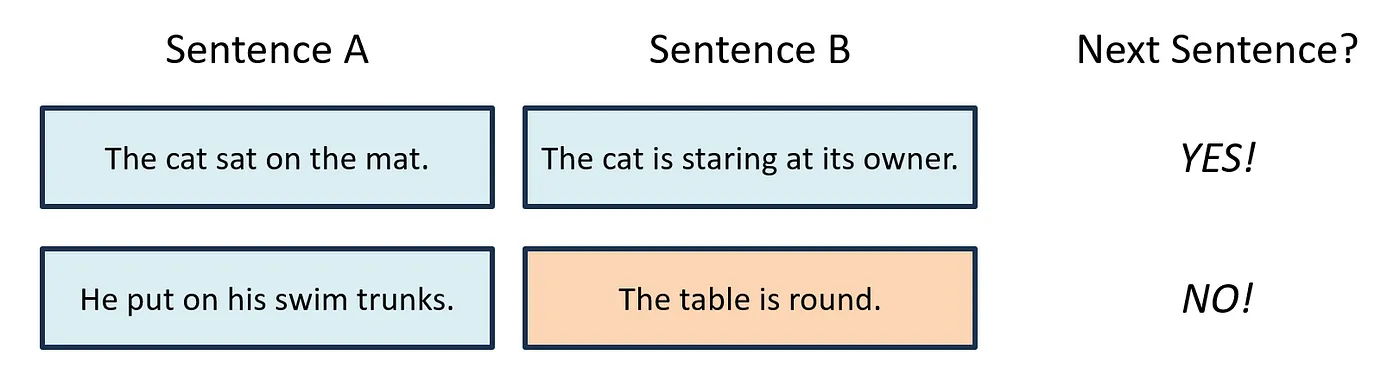 Sentence A Sentence B Next Sentence?
The cat sat on the mat. The cat is staring at its owner. YES!
He put on his swim trunks. The table is round. NO!